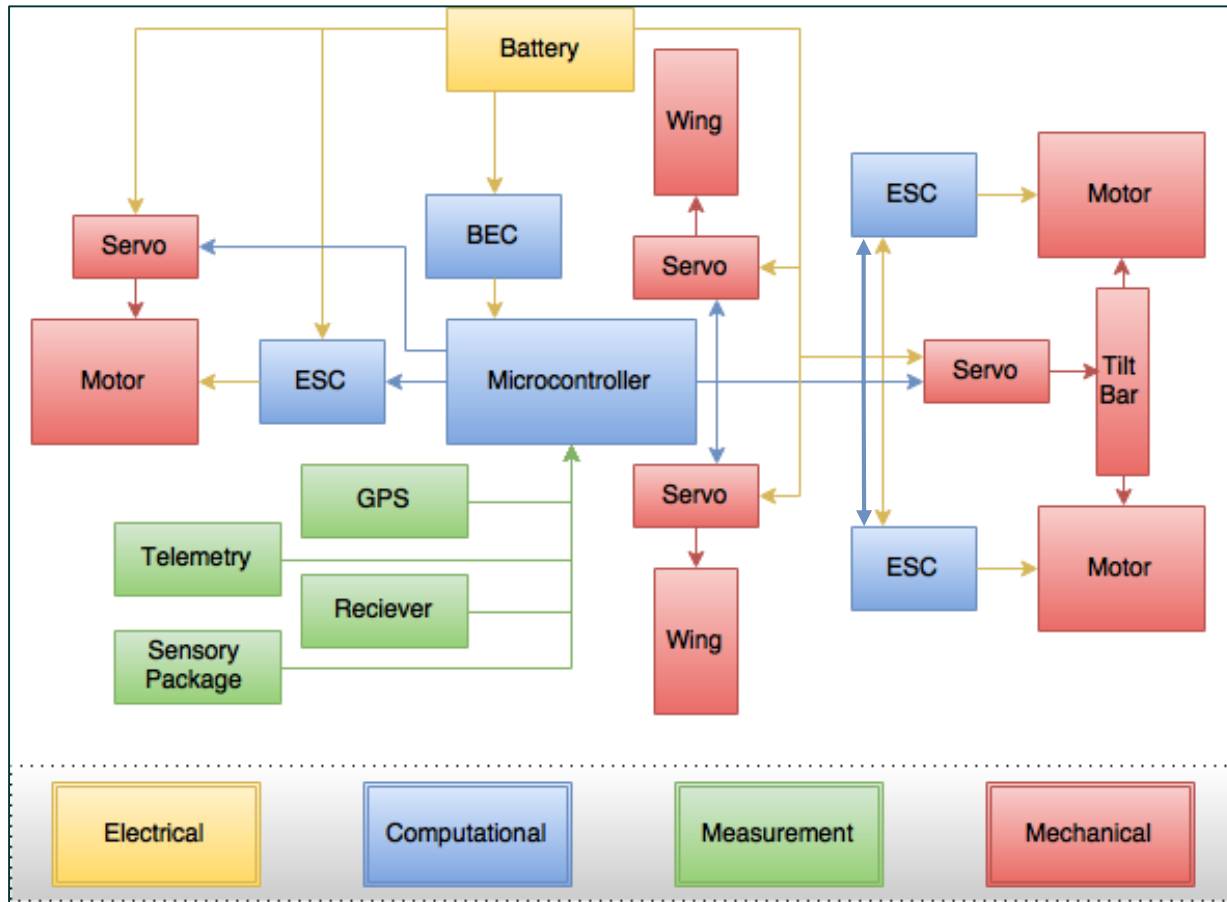 Battery
Wing
ESC
Motor
BEC
Servo
Servo
Motor
ESC
Microcontroller
Servo
Tilt
Bar
GPS
Servo
Telemetry
ESC
Motor
Reciever
Wing
Sensory
Package
Electrical
Computational
Measurement
Mechanical